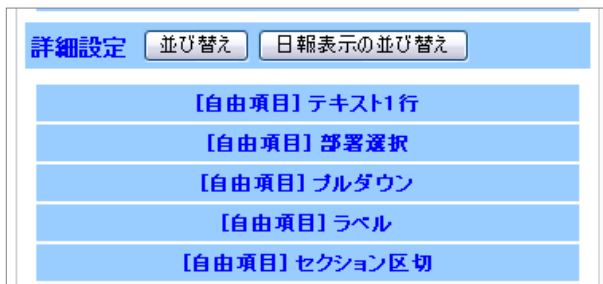 詳細設定 並び替え 日報表示の並び替え
[自由項目] テキスト1行
[自由項目] 部署選択
[自由項目] プルダウン
[自由項目] ラベル
[自由項目] セクション区切